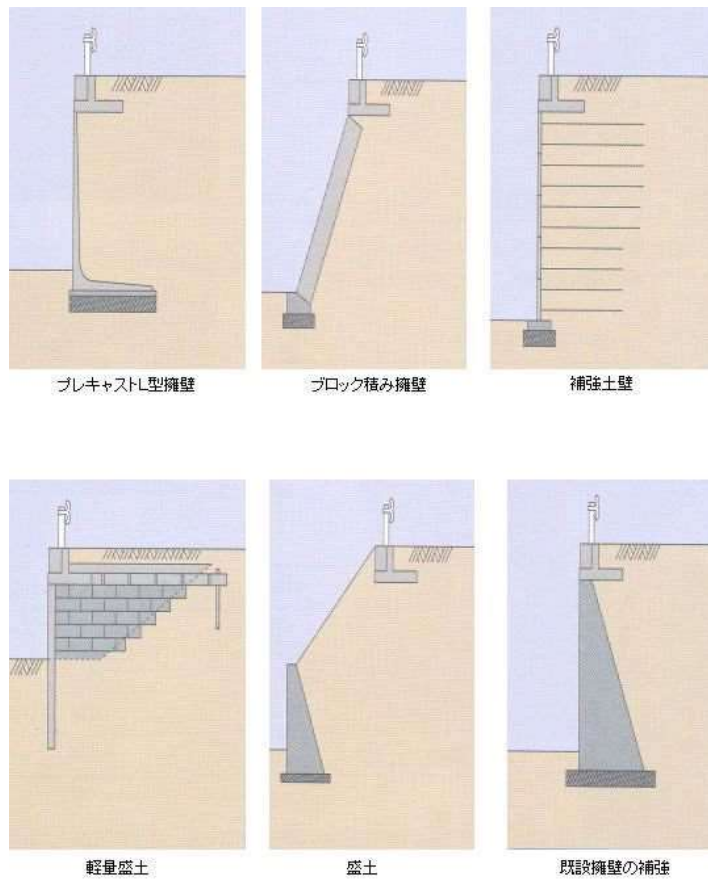 プレキャストL型擁壁
ブロック積み擁壁
補強土壁
軽量盛土
盛土
既設擁壁の補強